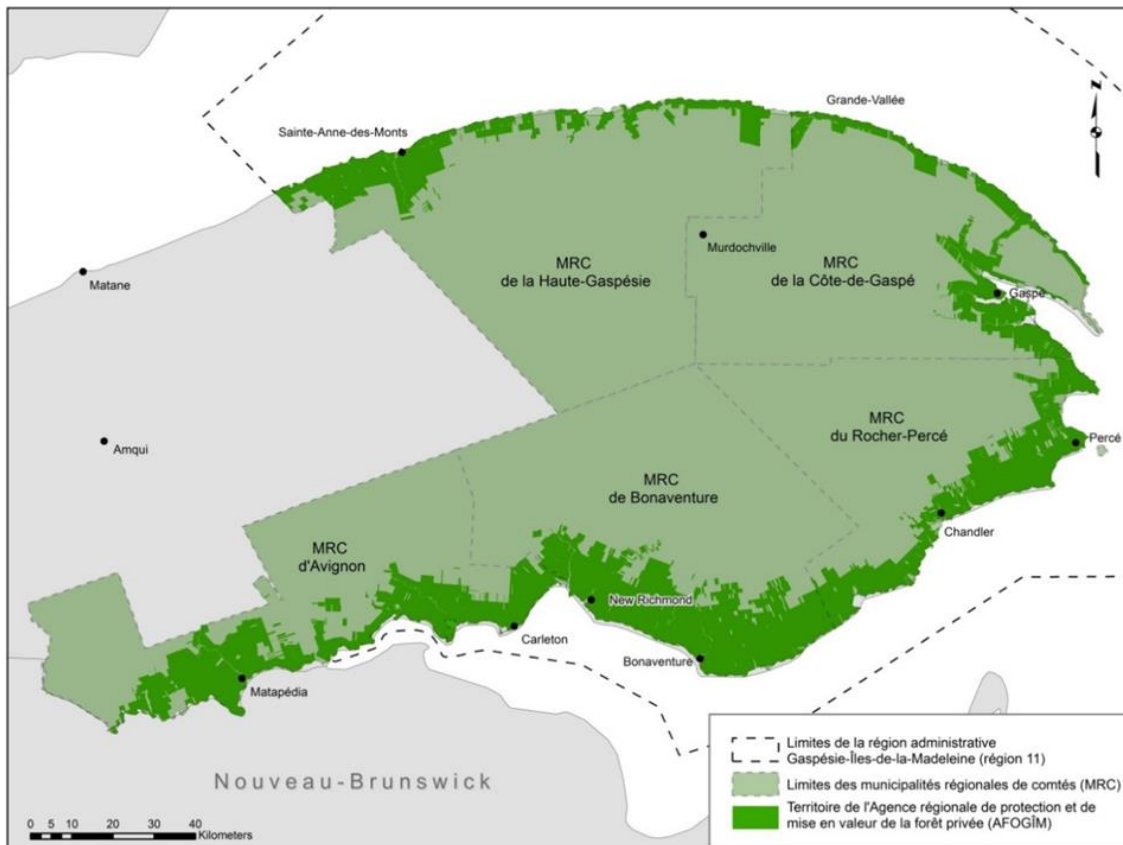 Grande-Vallée
Sainte-Anne-des-Monts
N
Murdochville
MRC
de la Haute-Gaspésie
MRC
de la Côte-de-Gaspé
Matane
Gaspé
MRC
du Rocher-Percé
Percé
Amqui
MRC
de Bonaventure
Chandler
MRC
d'Avignon
New Richmond
Carleton
Bonaventure
Matapédia
Nouveau-Brunswick
Limites de la région administrative
Gaspésie-Îles-de-la-Madeleine (région 11)
Limites des municipalités régionales de comtés (MRC)
Territoire de l'Agence régionale de protection et de
mise en valeur de la forêt privée (AFOGÎM)
0 5 10 20 30 40
Kilometers